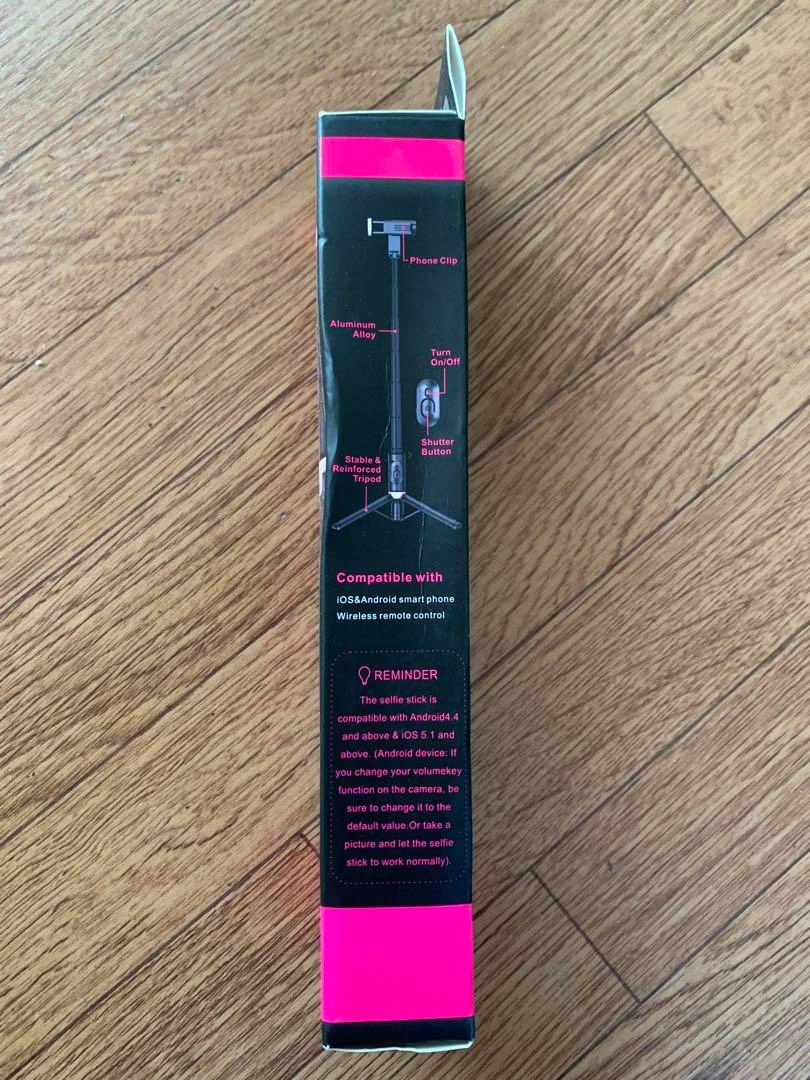 Phone Clip
Aluminum
Alloy
Turn
On/Off
Shutter
Button
Stable &
Reinforced
Tripod
Compatible with
iOS&Android smart phone
Wireless remote control
REMINDER
The selfie stick is
compatible with Android4.4
and above & iOS 5.1 and
above. (Android device: If
you change your volumekey
function on the camera, be
sure to change it to the
default value.Or take a
picture and let the selfie
stick to work normally).